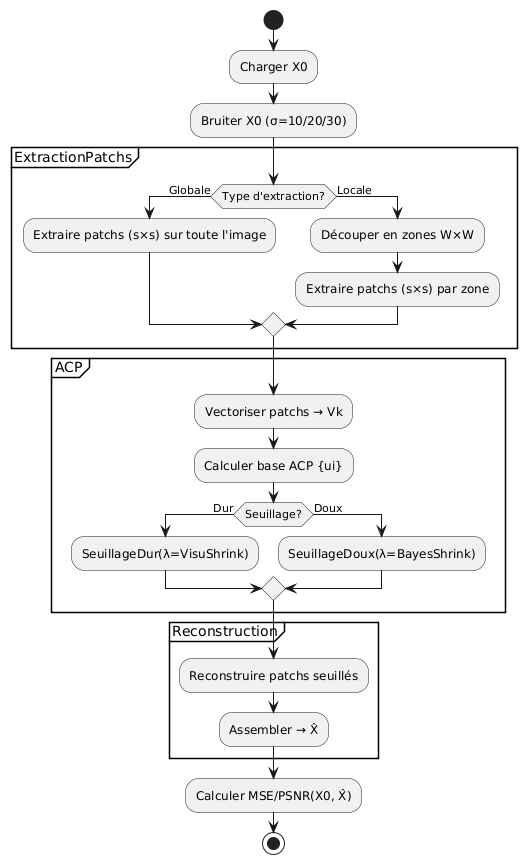 Charger X0
Bruiter X0 (σ=10/20/30)
ExtractionPatchs
Type d'extraction?
Globale
Locale
Extraire patchs (s×s) sur toute l'image
Découper en zones W×W
Extraire patchs (s×s) par zone
ACP
Vectoriser patchs → Vk
Calculer base ACP {ui}
Seuillage?
Dur
Doux
SeuillageDur(λ=VisuShrink)
SeuillageDoux(λ=BayesShrink)
Reconstruction
Reconstruire patchs seuillés
Assembler → X̂
Calculer MSE/PSNR(X0, X̂)